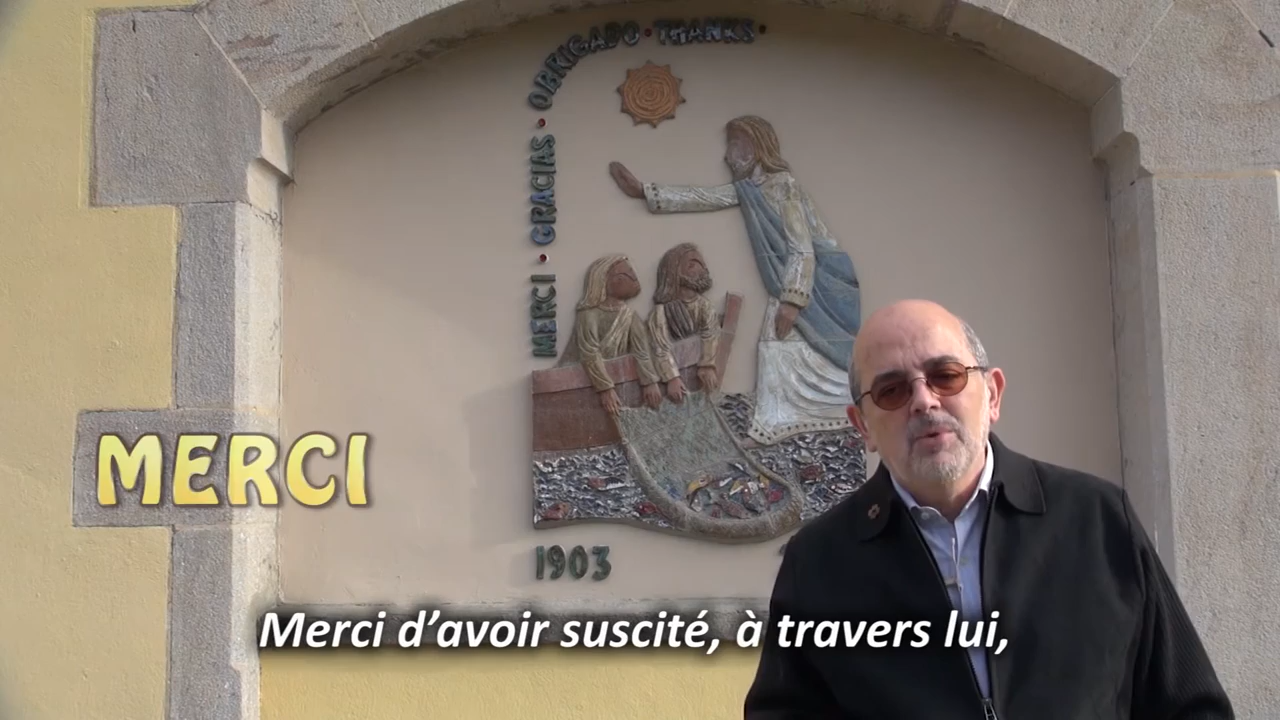 MERCI • GRACIAS • OBRIGADO • THANKS •
1903
MERCI
Merci d’avoir suscité, à travers lui,